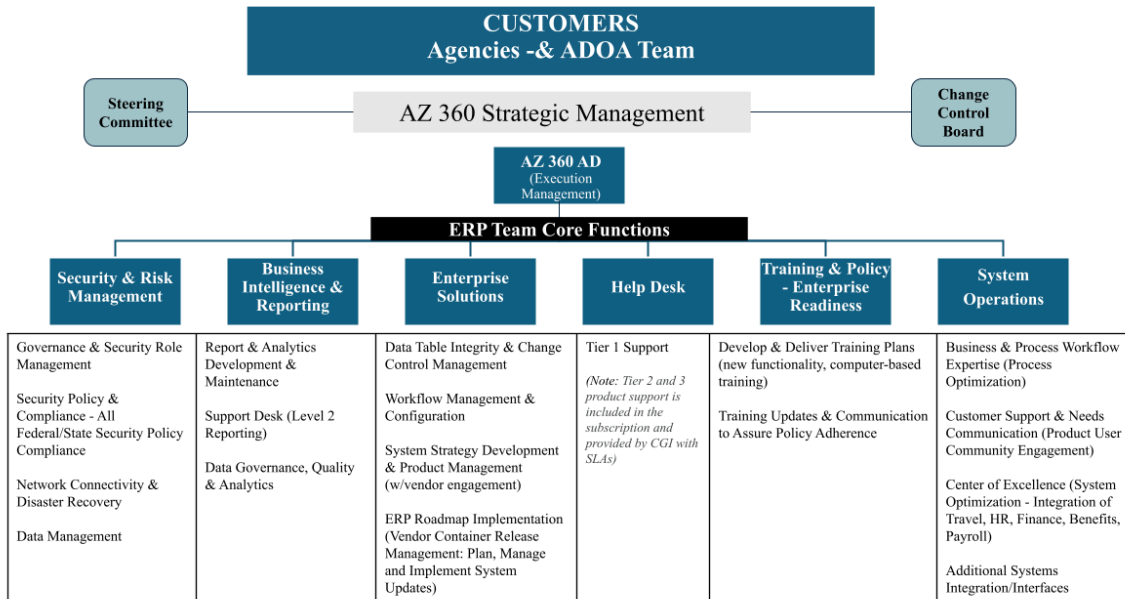 CUSTOMERS
Agencies -& ADOA Team
Steering
Committee
AZ 360 Strategic Management
Change
Control
Board
AZ 360 AD
(Execution
Management)
ERP Team Core Functions
Security & Risk
Management
Business
Intelligence &
Reporting
Enterprise
Solutions
Help Desk
Training & Policy
- Enterprise
Readiness
System
Operations
Governance & Security Role
Management
Security Policy &
Compliance - All
Federal/State Security Policy
Compliance
Network Connectivity &
Disaster Recovery
Data Management
Report & Analytics
Development &
Maintenance
Support Desk (Level 2
Reporting)
Data Governance, Quality
& Analytics
Data Table Integrity & Change
Control Management
Workflow Management &
Configuration
System Strategy Development
& Product Management
(w/vendor engagement)
ERP Roadmap Implementation
(Vendor Container Release
Management: Plan, Manage
and Implement System
Updates)
Tier 1 Support
(Note: Tier 2 and 3
product support is
included in the
subscription and
provided by CGI with
SLAs)
Develop & Deliver Training Plans
(new functionality, computer-based
training)
Training Updates & Communication
to Assure Policy Adherence
Business & Process Workflow
Expertise (Process
Optimization)
Customer Support & Needs
Communication (Product User
Community Engagement)
Center of Excellence (System
Optimization - Integration of
Travel, HR, Finance, Benefits,
Payroll)
Additional Systems
Integration/Interfaces